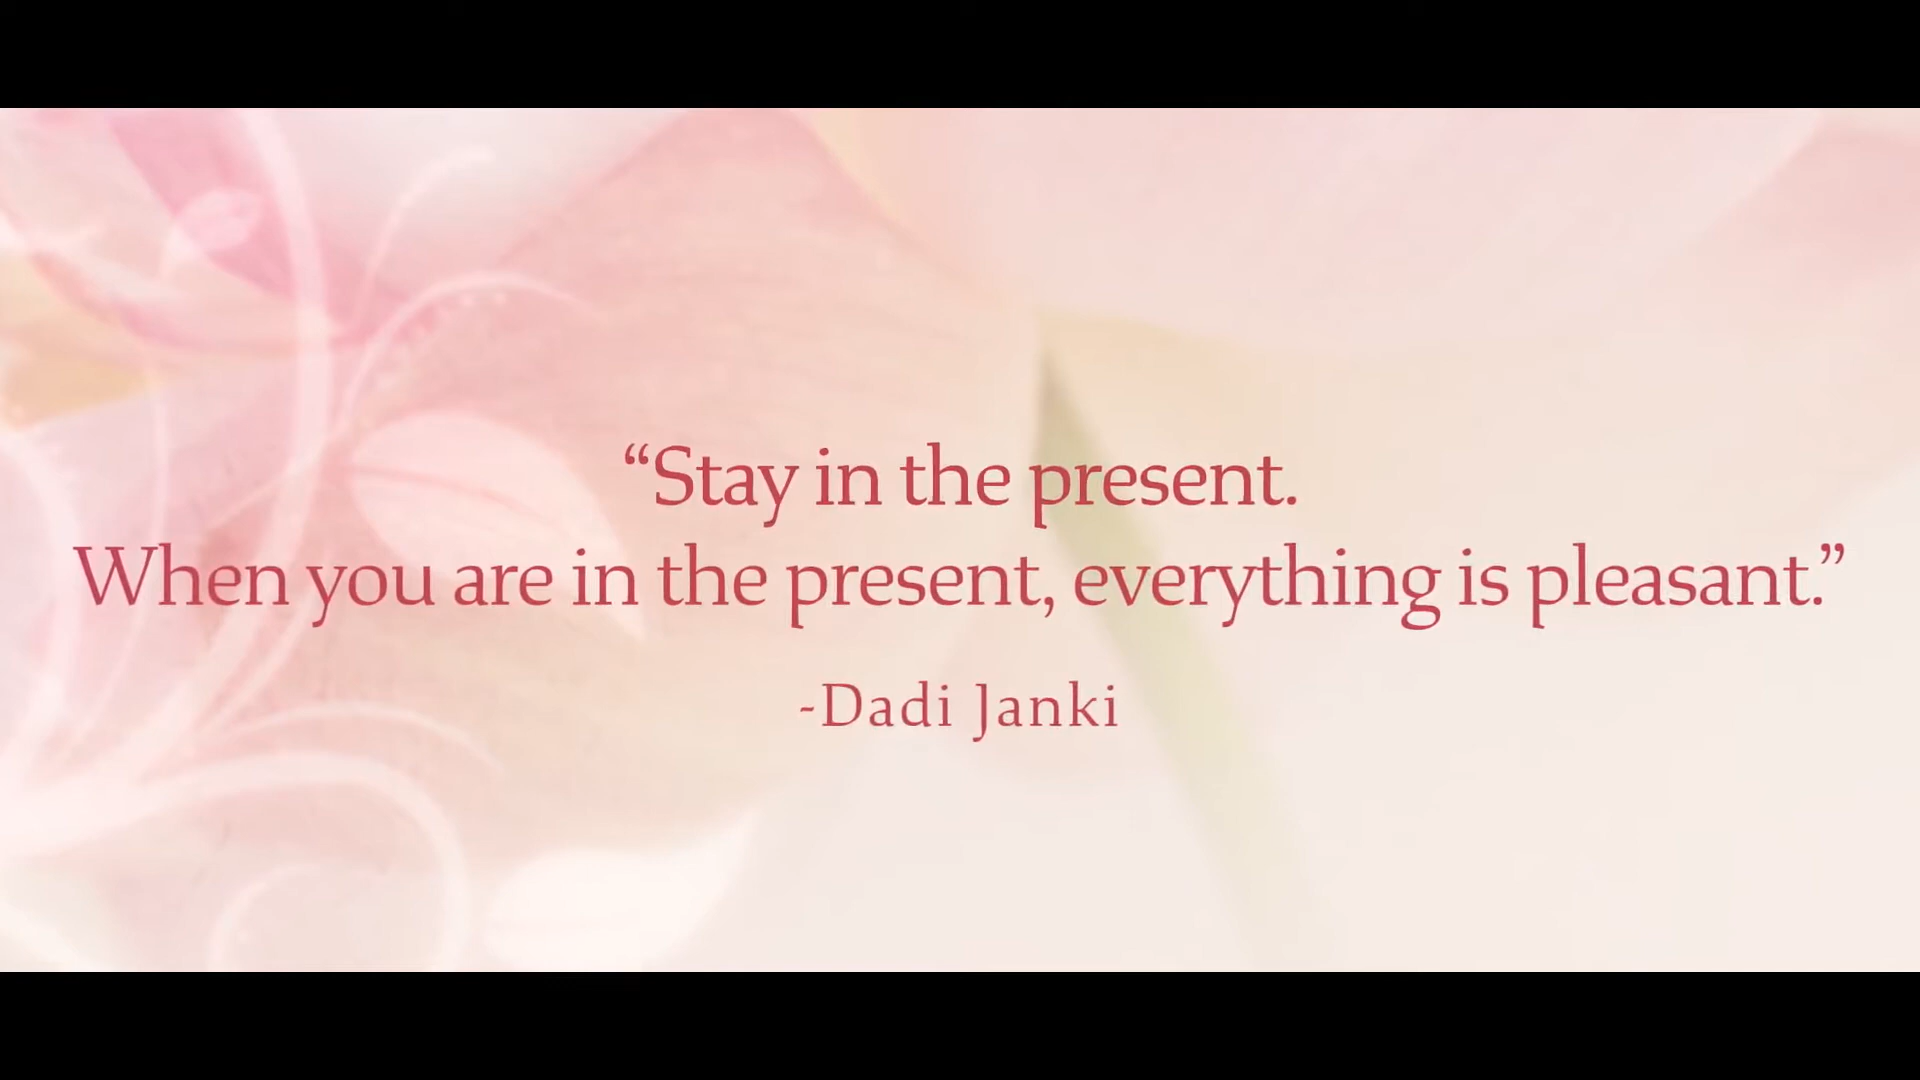 “Stay in the present.
When you are in the present, everything is pleasant.”
-Dadi Janki